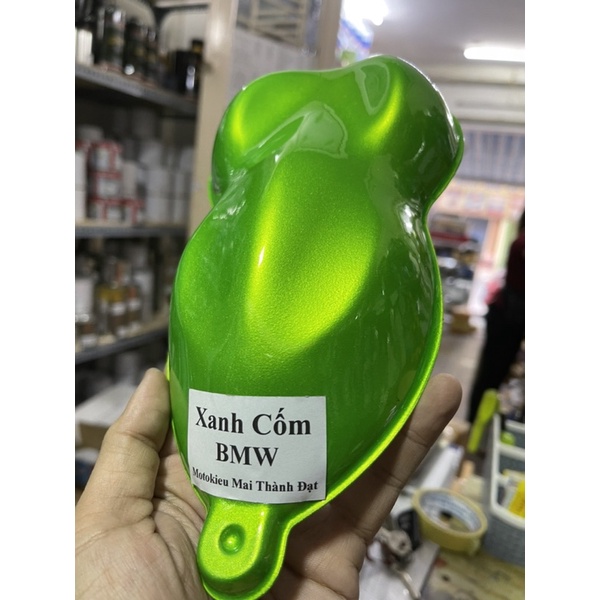 Xanh Cốm
BMW
Motokieu Mai Thành Đạt